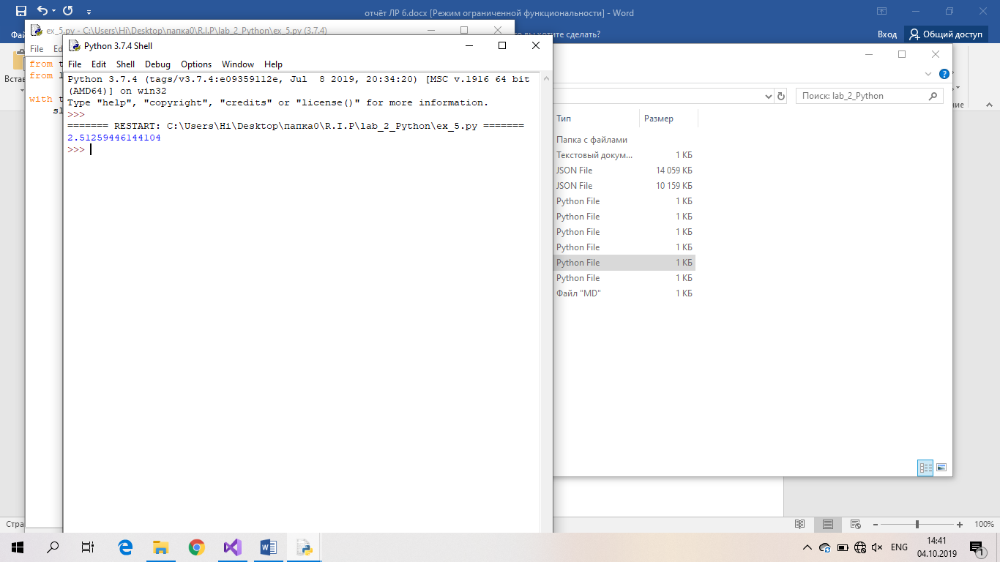 отчёт ЛР 6.docx [Режим ограниченной функциональности] - Word
ex_5.py - C:\Users\Hi\Desktop\папка0\R.I.P\lab_2_Python\ex_5.py (3.7.4)
вы хотите сделать?
Вход
Общий доступ
File
Python 3.7.4 Shell
File Edit Shell Debug Options Window Help
from
from
with
Python 3.7.4 (tags/v3.7.4:e09359112e, Jul  8 2019, 20:34:20) [MSC v.1916 64 bit
(AMD64)] on win32
Type "help", "copyright", "credits" or "license()" for more information.
>>>
======= RESTART: C:\Users\Hi\Desktop\папка0\R.I.P\lab_2_Python\ex_5.py =======
2.51259446144104
>>>
Поиск: lab_2_Python
Тип Размер
Папка с файлами
Текстовый докум... 1 КБ
JSON File 14 059 КБ
JSON File 10 159 КБ
Python File 1 КБ
Python File 1 КБ
Python File 1 КБ
Python File 1 КБ
Python File 1 КБ
Python File 1 КБ
Файл "MD" 1 КБ
100%
ENG
14:41
04.10.2019
1